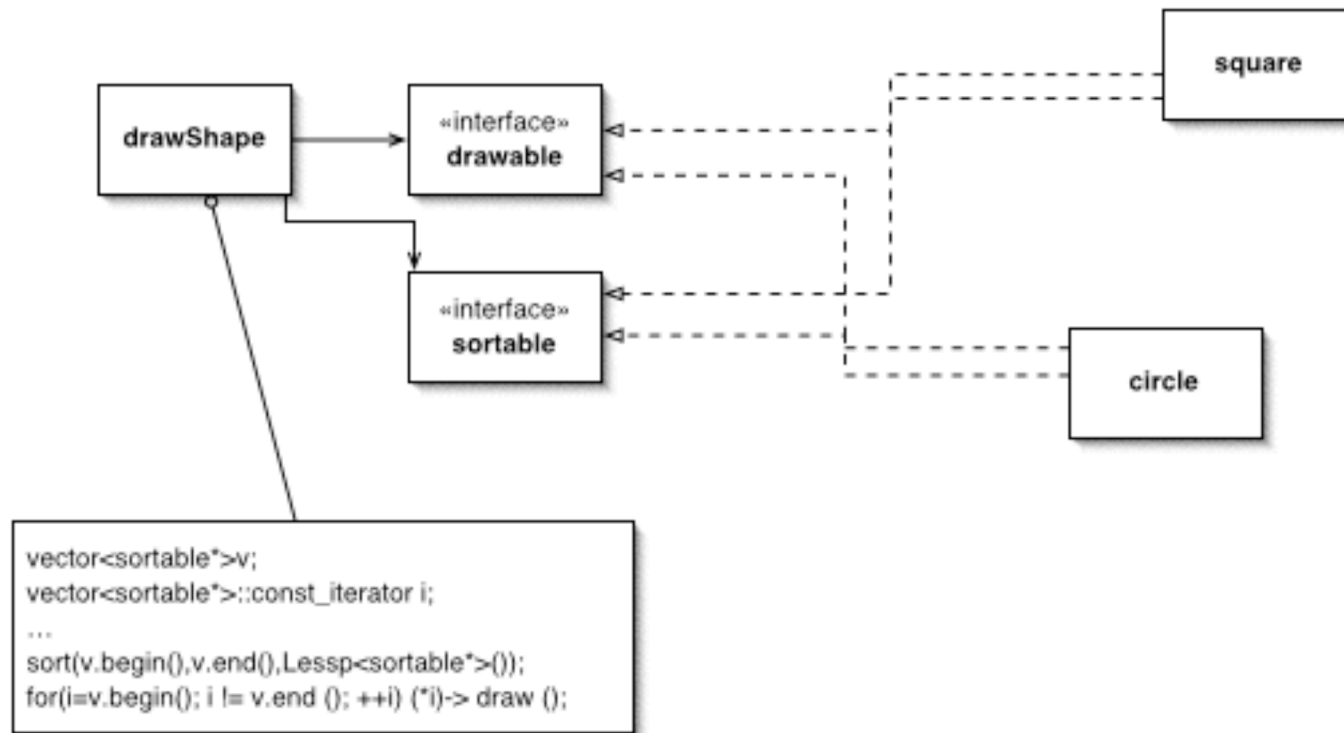 square
drawShape
«interface»
drawable
«interface»
sortable
circle
vector<sortable*>v;
vector<sortable*>::const_iterator i;
...
sort(v.begin(),v.end(),Lessp<sortable*>());
for(i=v.begin(); i != v.end (); ++i) (*i)-> draw ();